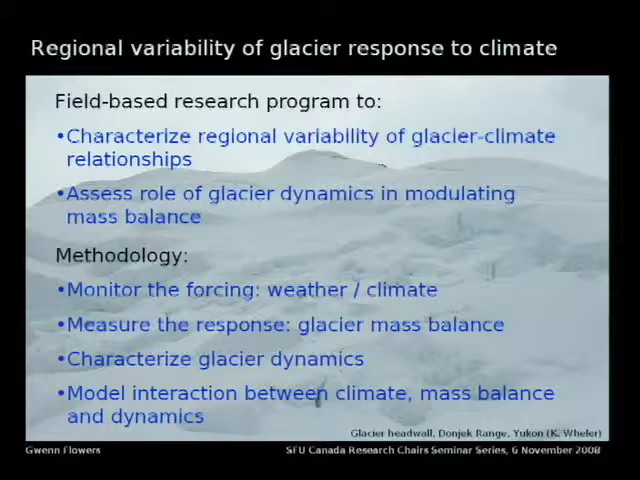 Regional variability of glacier response to climate
Field-based research program to:
•Characterize regional variability of glacier-climate
relationships
•Assess role of glacier dynamics in modulating
mass balance
Methodology:
•Monitor the forcing: weather / climate
•Measure the response: glacier mass balance
•Characterize glacier dynamics
•Model interaction between climate, mass balance
and dynamics
Glacier headwall, Donjek Range, Yukon (K. Wheler)
Gwenn Flowers
SFU Canada Research Chairs Seminar Series, 6 November 2008